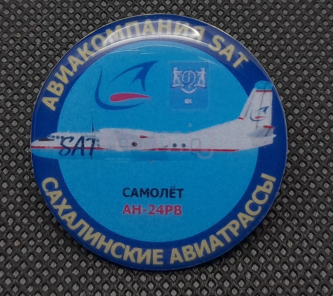 АВИАКОМПАНИЯ SAT
SAT
САМОЛЁТ
АН-24РВ
САХАЛИНСКИЕ АВИАТРАССЫ